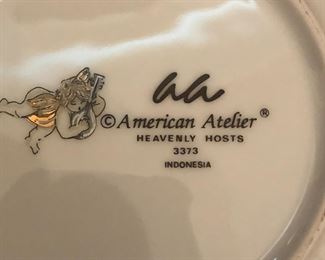 aa
©American Atelier®
HEAVENLY HOSTS
3373
INDONESIA